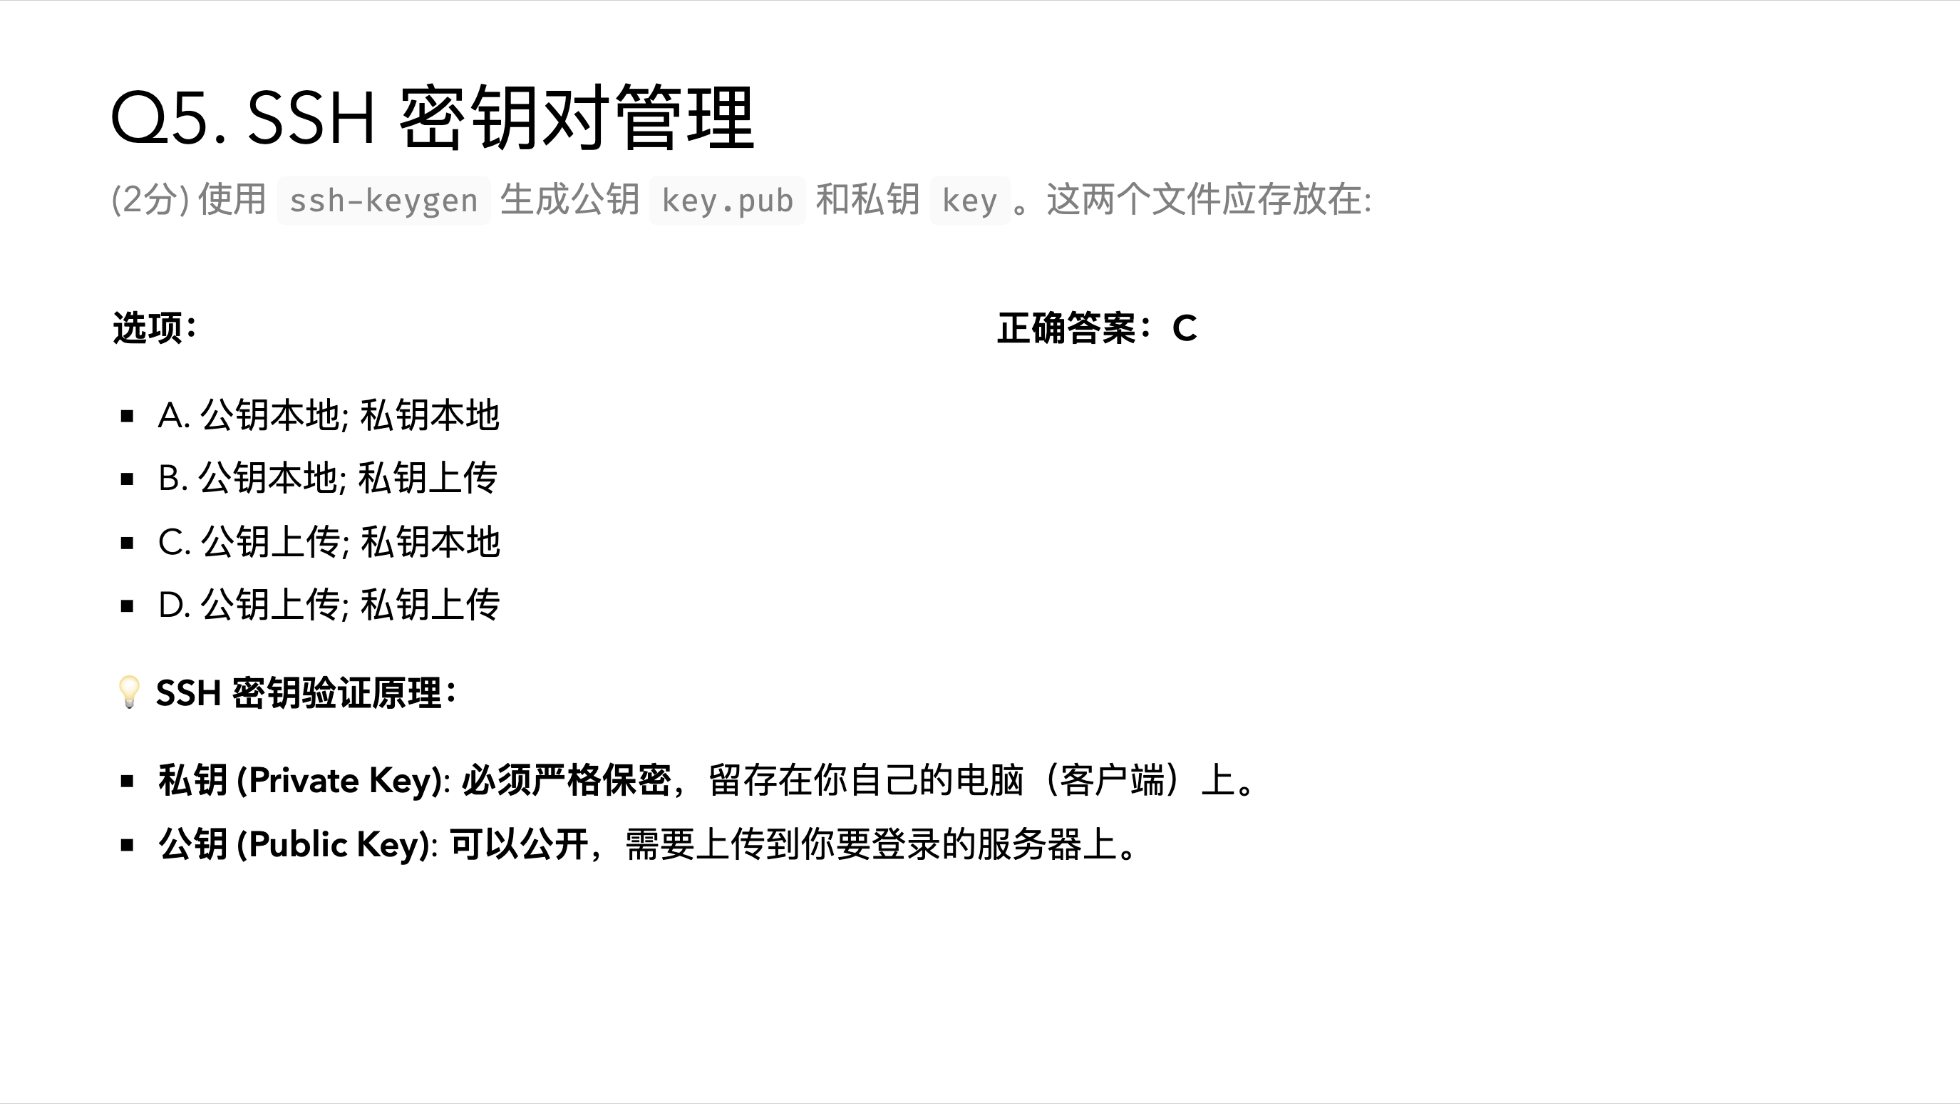 Q5. SSH 密钥对管理
(2分) 使用 ssh-keygen 生成公钥 key.pub 和私钥 key 。这两个文件应存放在:
选项：
A. 公钥本地; 私钥本地
B. 公钥本地; 私钥上传
C. 公钥上传; 私钥本地
D. 公钥上传; 私钥上传
💡 SSH 密钥验证原理：
私钥 (Private Key): 必须严格保密，留存在你自己的电脑（客户端）上。
公钥 (Public Key): 可以公开，需要上传到你要登录的服务器上。
正确答案：C